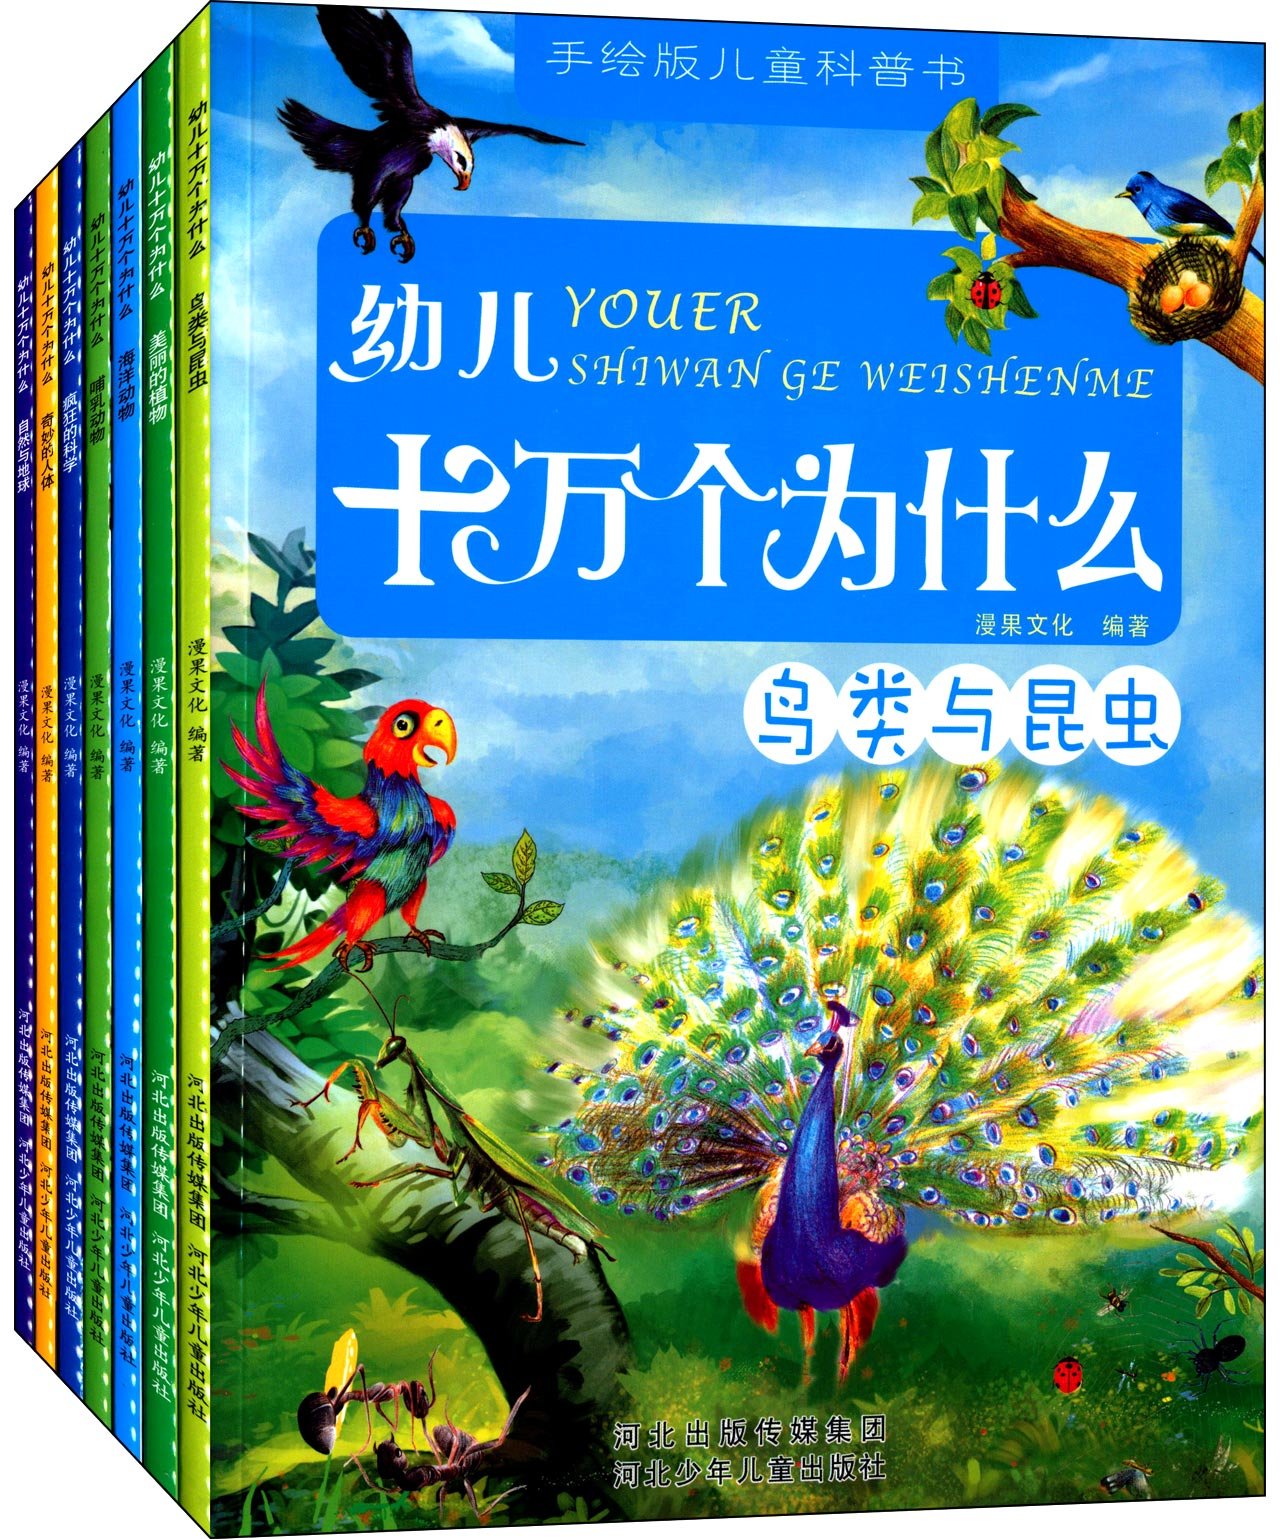 手绘版儿童科普书
幼儿
YOUER
SHIWAN GE WEISHENME
十万个为什么
漫果文化 编著
鸟类与昆虫
河北出版传媒集团
河北少年儿童出版社
幼儿十万个为什么 自然与地球 漫果文化 编著 河北出版传媒集团 河北少年儿童出版社
幼儿十万个为什么 奇妙的人体 漫果文化 编著 河北出版传媒集团 河北少年儿童出版社
幼儿十万个为什么 疯狂的科学 漫果文化 编著 河北出版传媒集团 河北少年儿童出版社
幼儿十万个为什么 哺乳动物 漫果文化 编著 河北出版传媒集团 河北少年儿童出版社
幼儿十万个为什么 海洋动物 漫果文化 编著 河北出版传媒集团 河北少年儿童出版社
幼儿十万个为什么 美丽的植物 漫果文化 编著 河北出版传媒集团 河北少年儿童出版社
幼儿十万个为什么 鸟类与昆虫 漫果文化 编著 河北出版传媒集团 河北少年儿童出版社